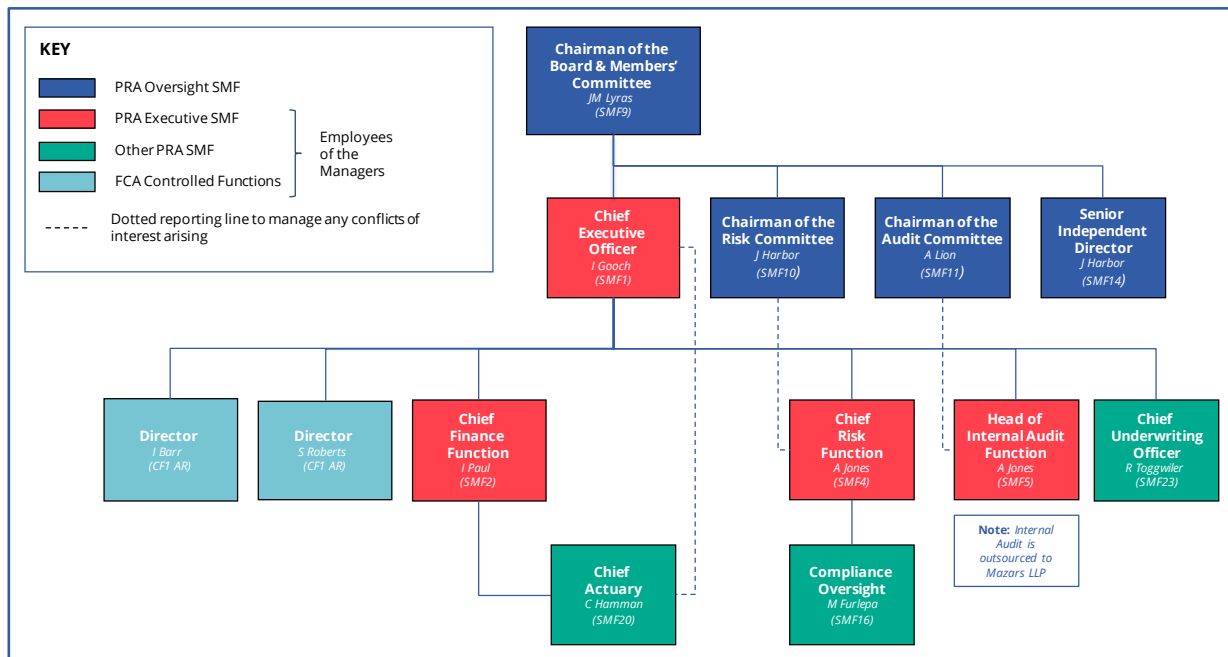 KEY
PRA Oversight SMF
PRA Executive SMF
Other PRA SMF
FCA Controlled Functions
Employees
of the
Managers
Dotted reporting line to manage any conflicts of
interest arising
Chairman of the
Board & Members’
Committee
JM Lyras
(SMF9)
Chief
Executive
Officer
I Gooch
(SMF1)
Chairman of the
Risk Committee
J Harbor
(SMF10)
Chairman of the
Audit Committee
A Lion
(SMF11)
Senior
Independent
Director
J Harbor
(SMF14)
Director
I Barr
(CF1 AR)
Director
S Roberts
(CF1 AR)
Chief
Finance
Function
I Paul
(SMF2)
Chief
Risk
Function
A Jones
(SMF4)
Head of
Internal Audit
Function
A Jones
(SMF5)
Chief
Underwriting
Officer
R Toggwiler
(SMF23)
Note: Internal
Audit is
outsourced to
Mazars LLP
Chief
Actuary
C Hamman
(SMF20)
Compliance
Oversight
M Furlepa
(SMF16)